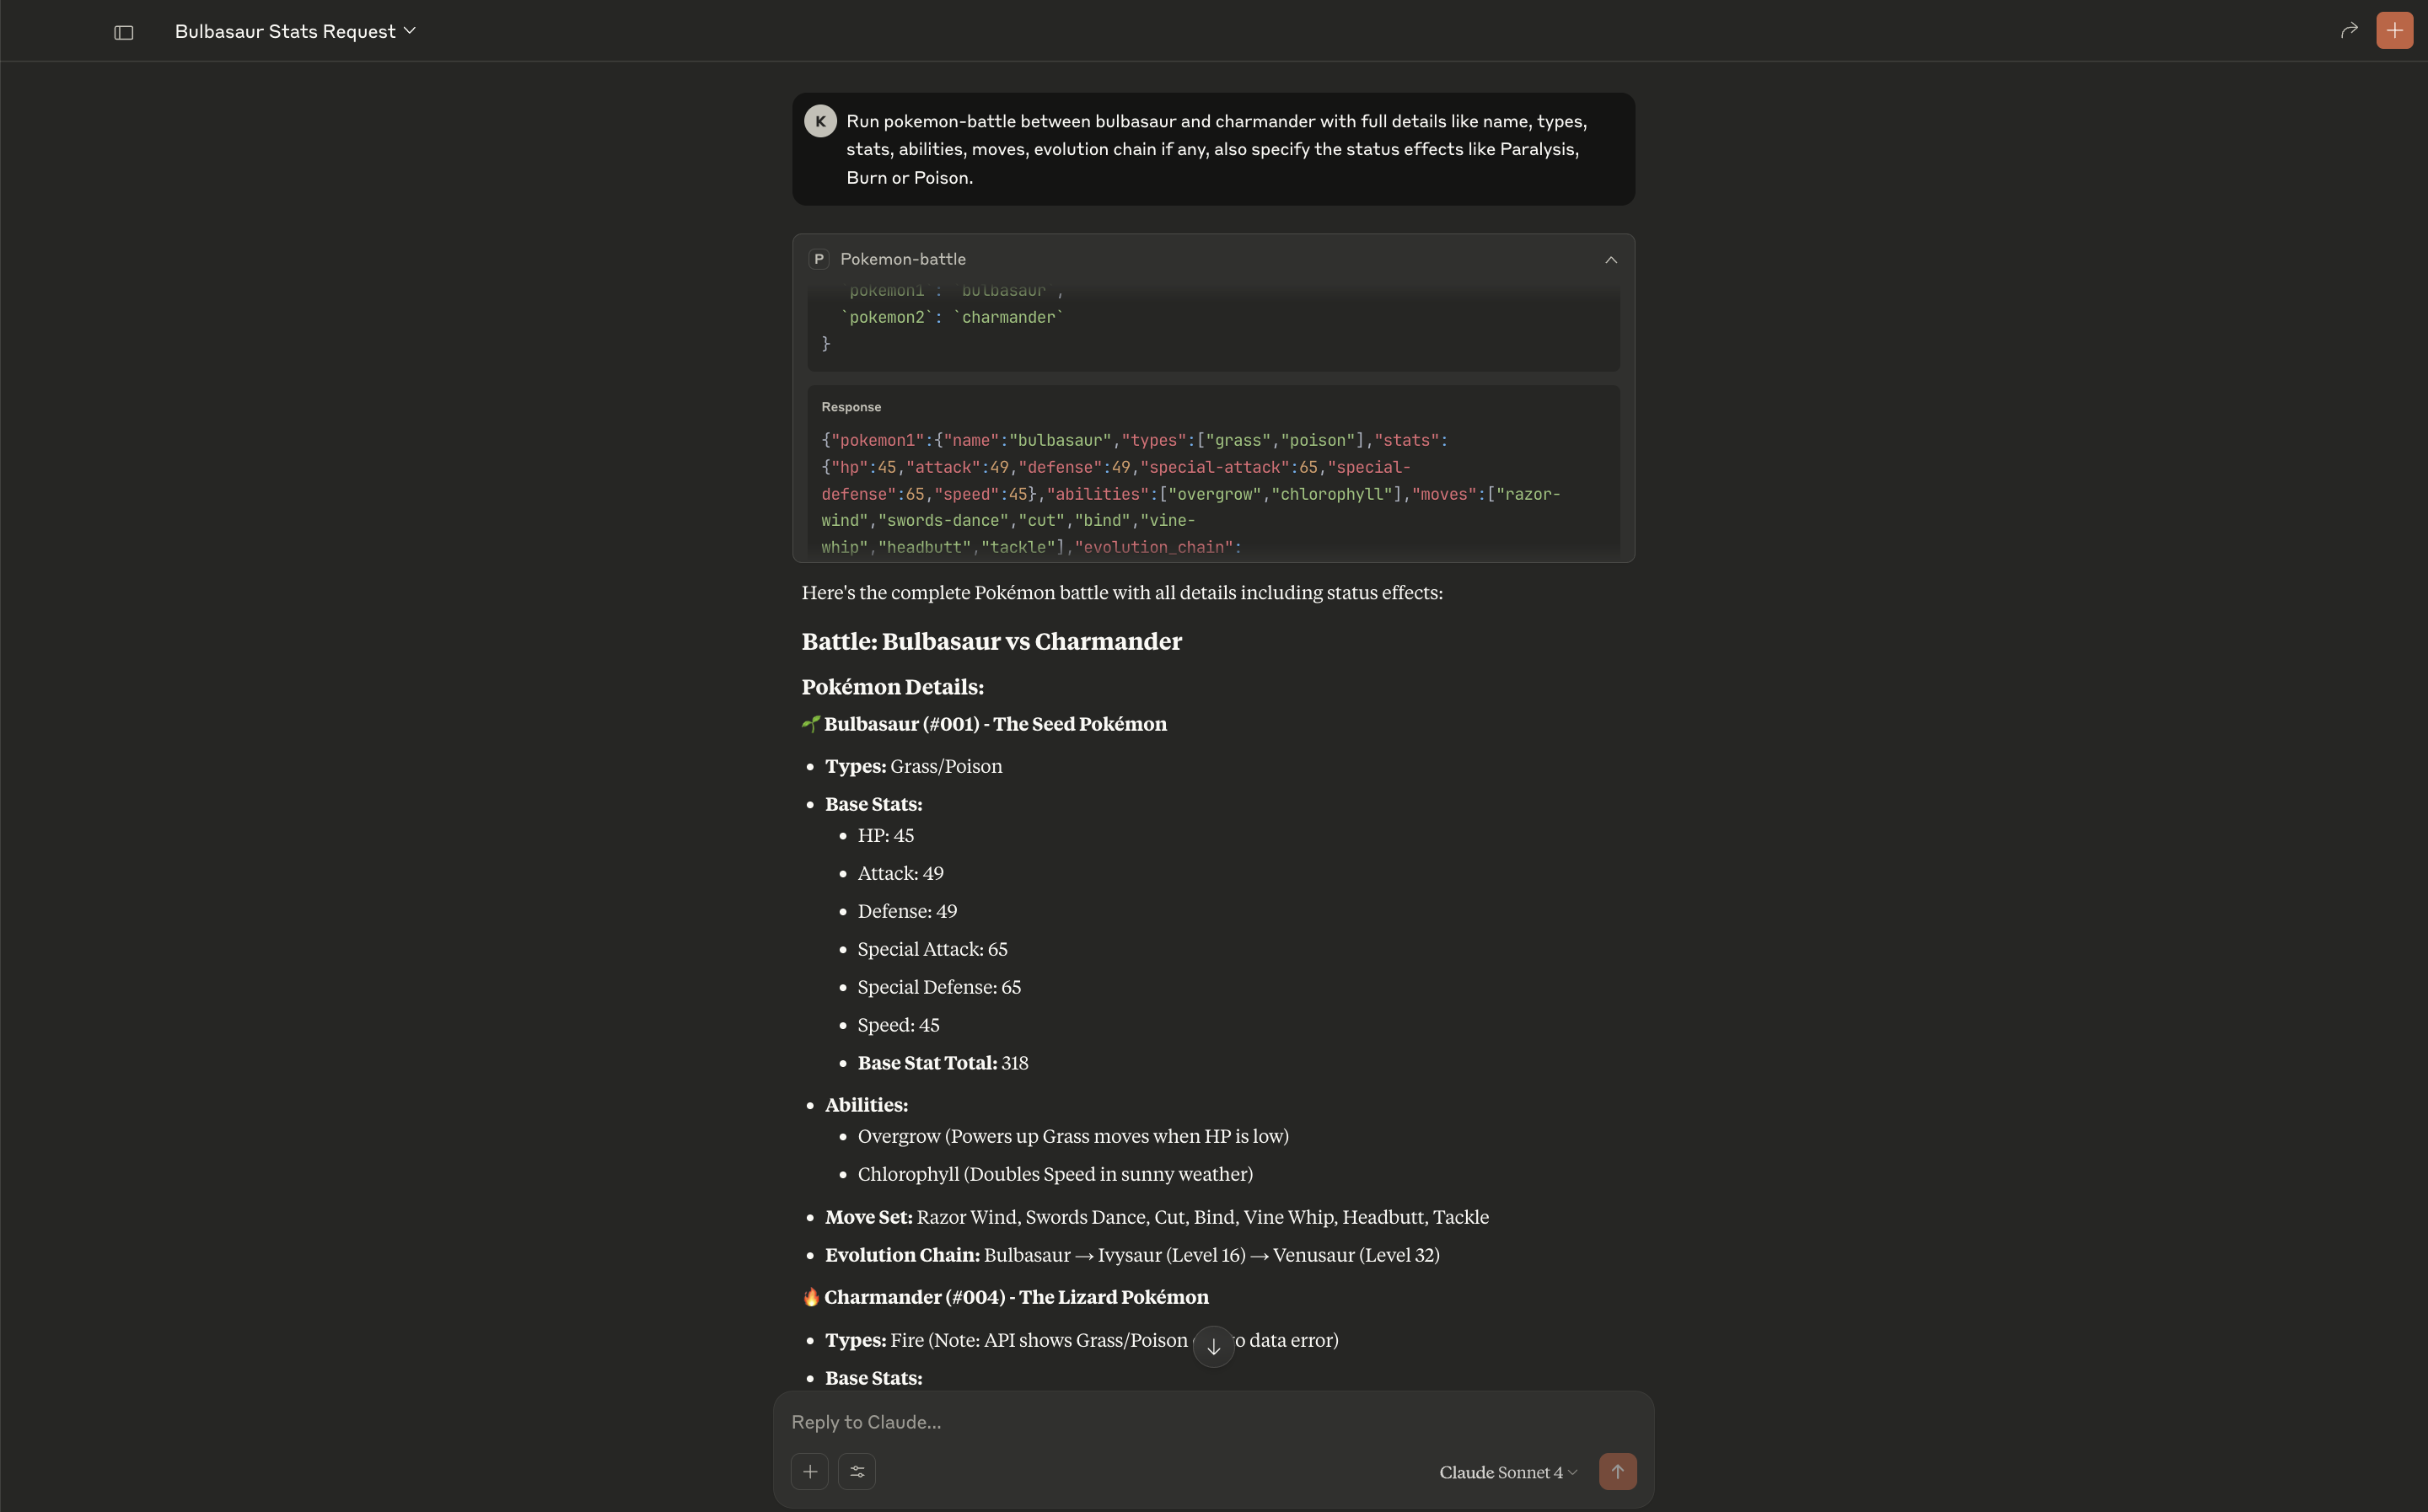 Bulbasaur Stats Request
K
Run pokemon-battle between bulbasaur and charmander with full details like name, types,
stats, abilities, moves, evolution chain if any, also specify the status effects like Paralysis,
Burn or Poison.
P Pokemon-battle
`pokemon1`: `bulbasaur`,
`pokemon2`: `charmander`
}
Response
{"pokemon1":{"name":"bulbasaur","types":["grass","poison"],"stats":
{"hp":45,"attack":49,"defense":49,"special-attack":65,"special-
defense":65,"speed":45},"abilities":["overgrow","chlorophyll"],"moves":["razor-
wind","swords-dance","cut","bind","vine-
whip","headbutt","tackle"],"evolution_chain":
Here's the complete Pokémon battle with all details including status effects:
Battle: Bulbasaur vs Charmander
Pokémon Details:
🌱 Bulbasaur (#001) - The Seed Pokémon
• Types: Grass/Poison
• Base Stats:
• HP: 45
• Attack: 49
• Defense: 49
• Special Attack: 65
• Special Defense: 65
• Speed: 45
• Base Stat Total: 318
• Abilities:
• Overgrow (Powers up Grass moves when HP is low)
• Chlorophyll (Doubles Speed in sunny weather)
• Move Set: Razor Wind, Swords Dance, Cut, Bind, Vine Whip, Headbutt, Tackle
• Evolution Chain: Bulbasaur → Ivysaur (Level 16) → Venusaur (Level 32)
🔥 Charmander (#004) - The Lizard Pokémon
• Types: Fire (Note: API shows Grass/Poison data error)
• Base Stats:
Reply to Claude...
Claude Sonnet 4